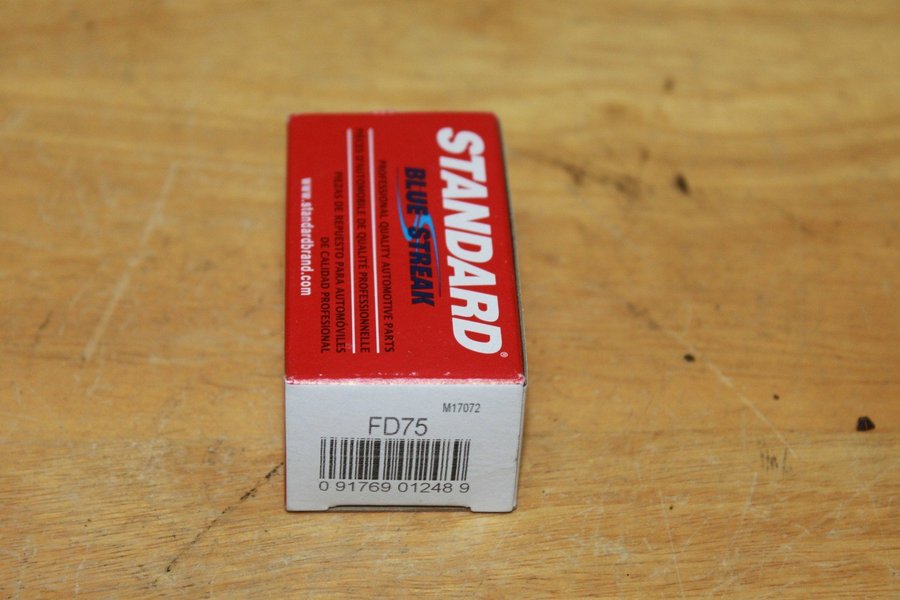 STANDARD®
BLUE STREAK
PROFESSIONAL QUALITY AUTOMOTIVE PARTS
PIÈCES D'AUTOMOBILE DE QUALITÉ PROFESSIONNELLE
PIEZAS DE REPUESTO PARA AUTOMÓVILES
DE CALIDAD PROFESIONAL
www.standardbrand.com
M17072
FD75
0 91769 01248 9